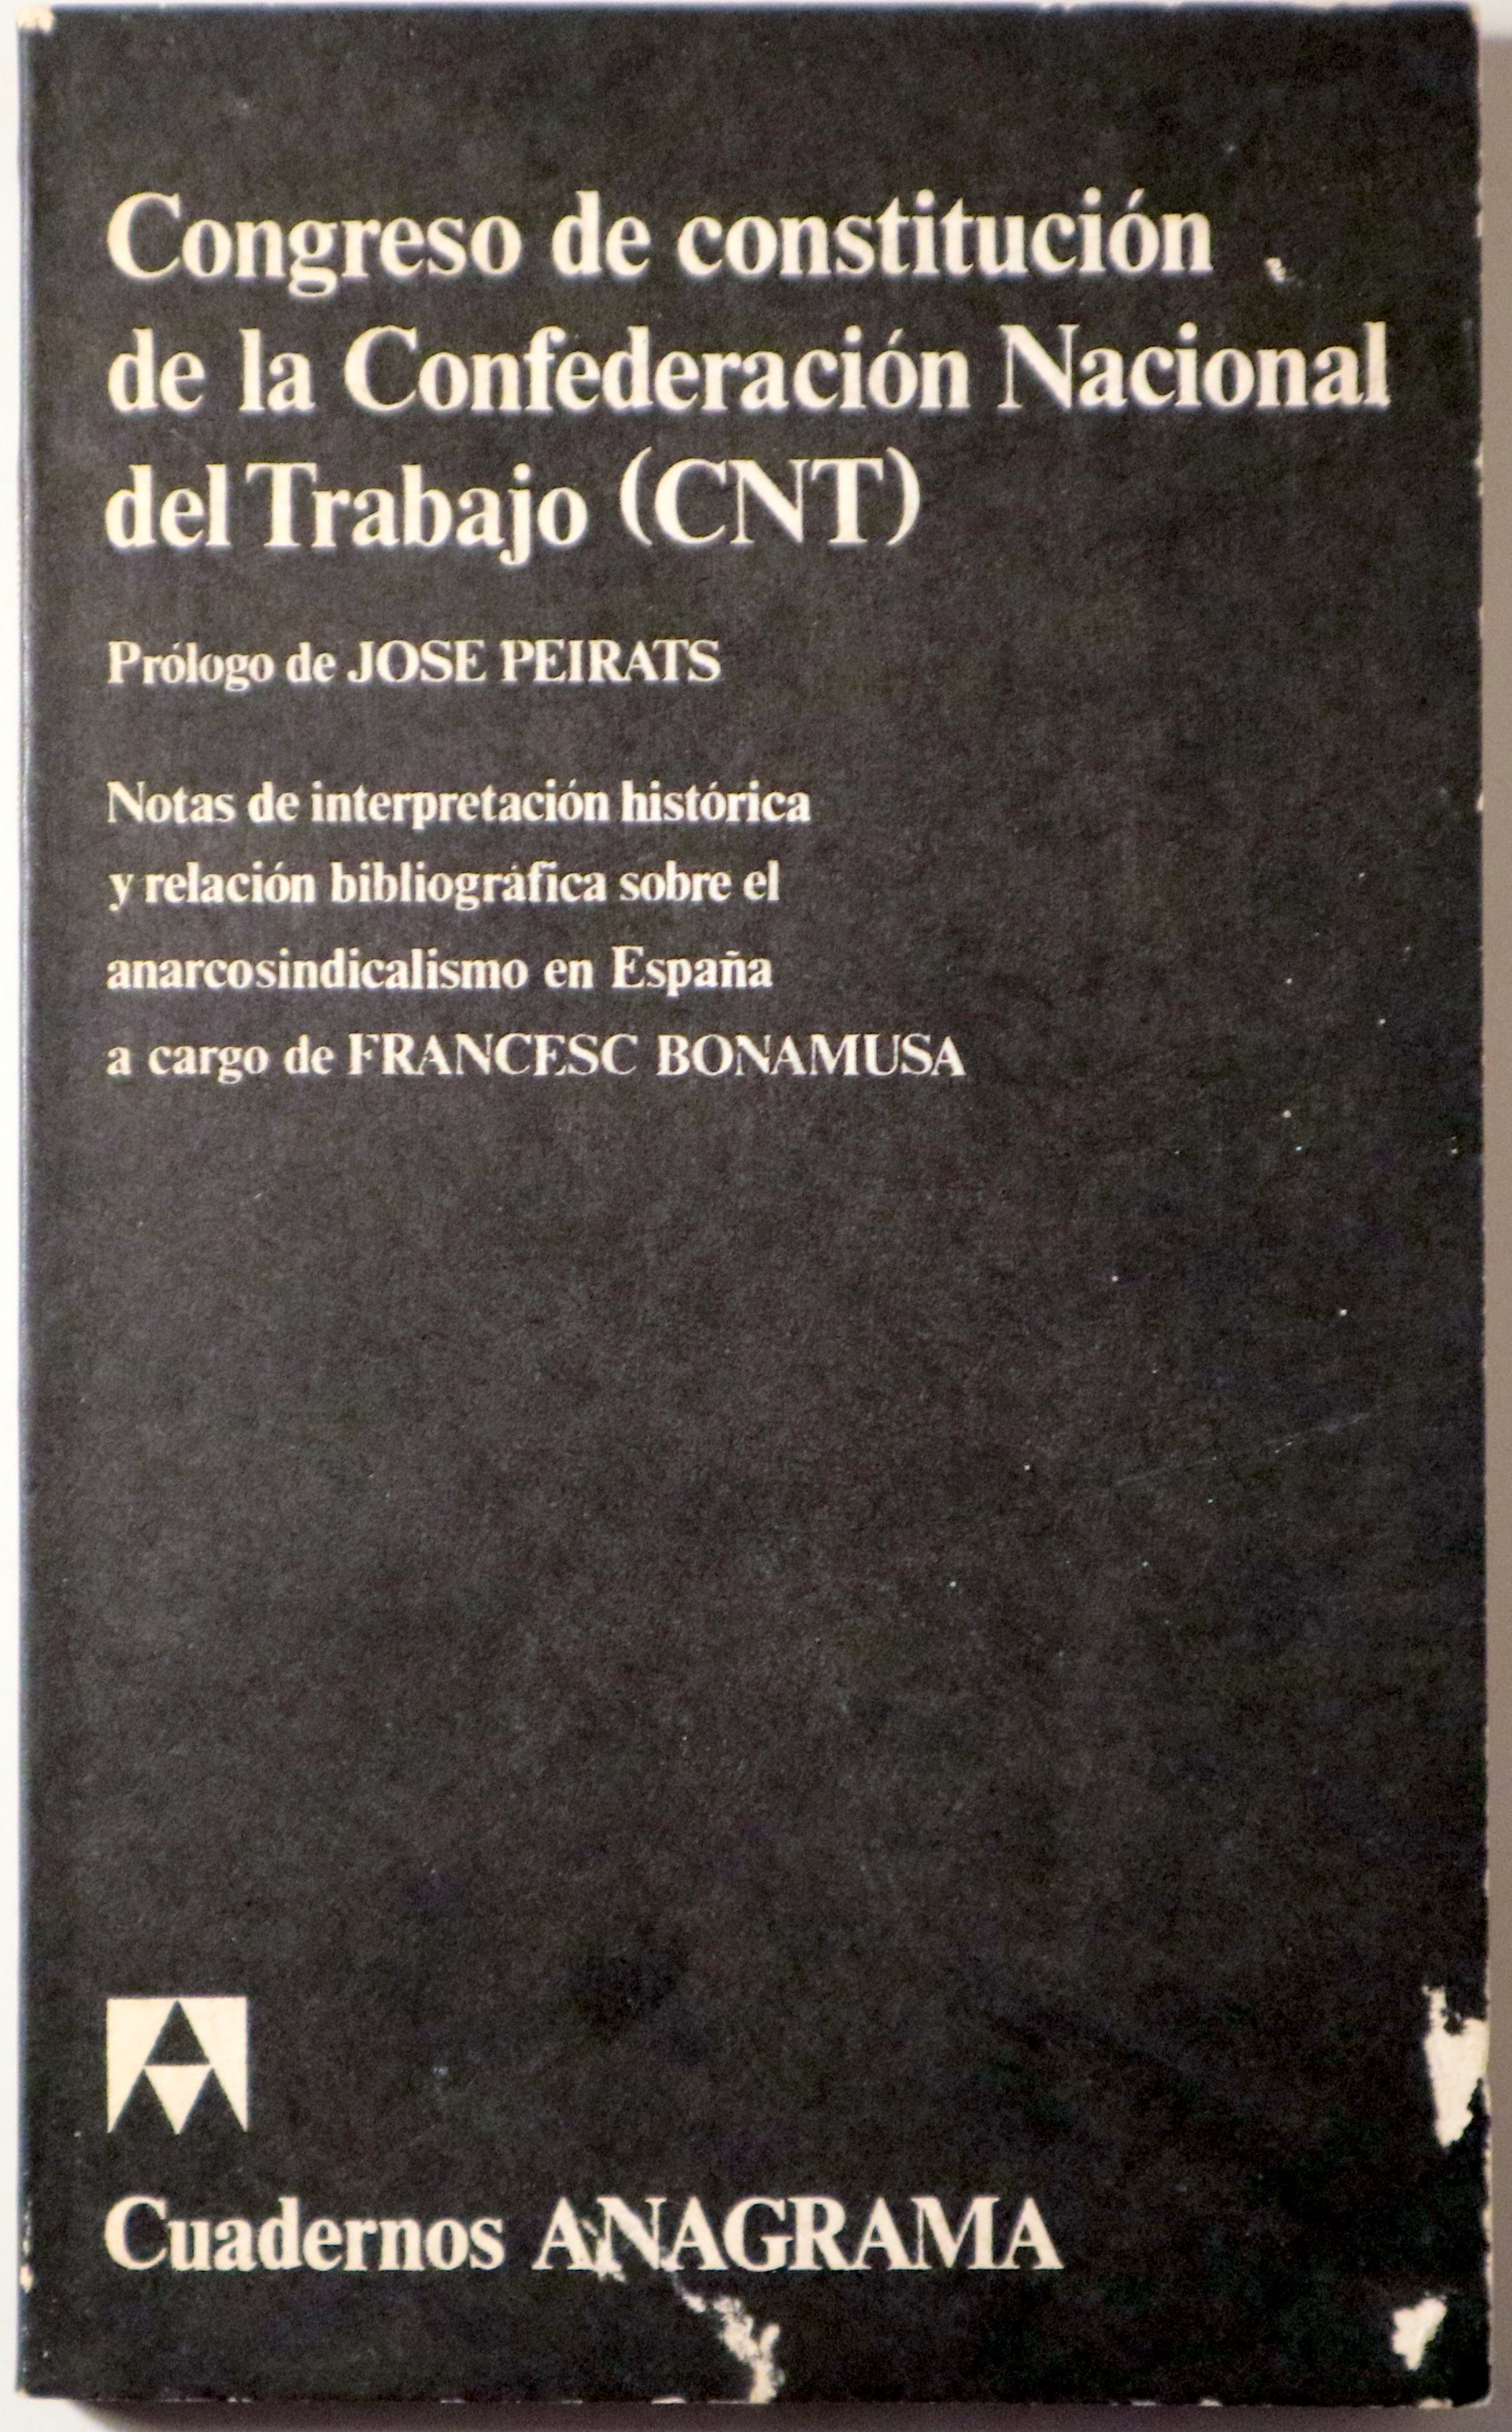 Congreso de constitución
de la Confederación Nacional
del Trabajo (CNT)
Prólogo de JOSE PEIRATS
Notas de interpretación histórica
y relación bibliográfica sobre el
anarcosindicalismo en España
a cargo de FRANCESC BONAMUSA
Cuadernos ANAGRAMA